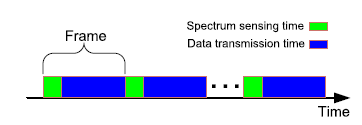 Spectrum sensing time
Data transmission time
Frame
...
Time